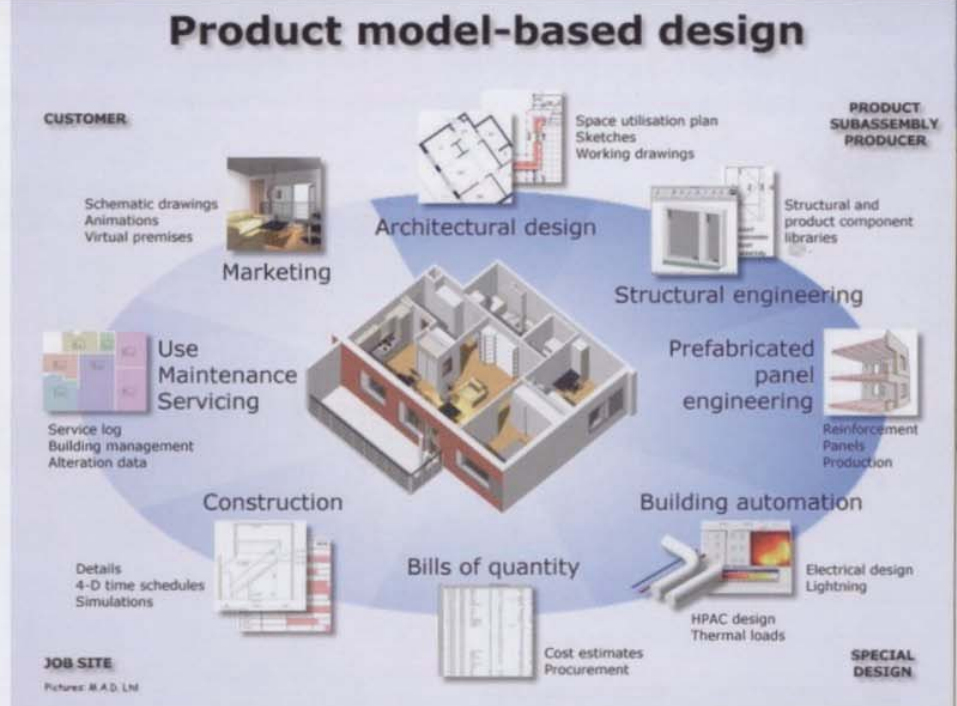 Product model-based design
CUSTOMER
PRODUCT
SUBASSEMBLY
PRODUCER
Space utilisation plan
Sketches
Working drawings
Architectural design
Schematic drawings
Animations
Virtual premises
Marketing
Structural and
product component
libraries
Structural engineering
Use
Maintenance
Servicing
Service log
Building management
Alteration data
Prefabricated
panel
engineering
Reinforcement
Panels
Production
Construction
Details
4-D time schedules
Simulations
Bills of quantity
Cost estimates
Procurement
Building automation
Electrical design
Lightning
HPAC design
Thermal loads
JOB SITE
SPECIAL
DESIGN
Pictures: M.A.D. Ltd